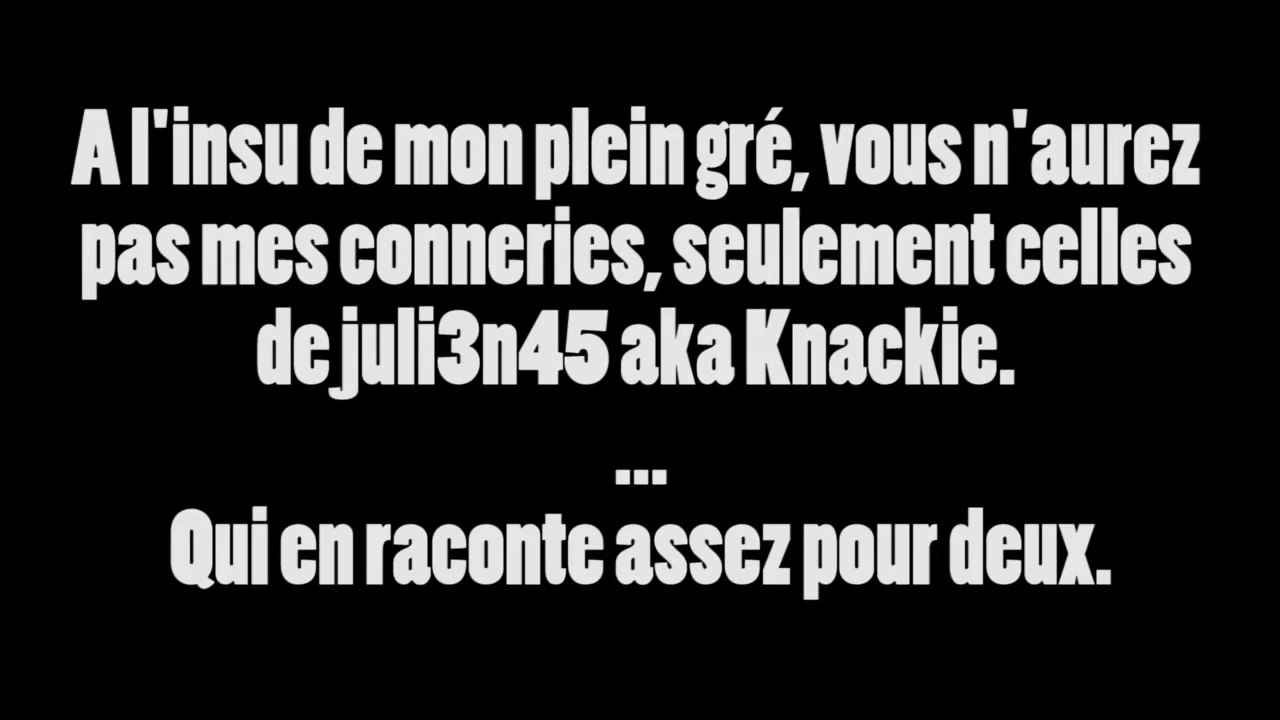 A l'insu de mon plein gré, vous n'aurez
pas mes conneries, seulement celles
de juli3n45 aka Knackie.
...
Qui en raconte assez pour deux.